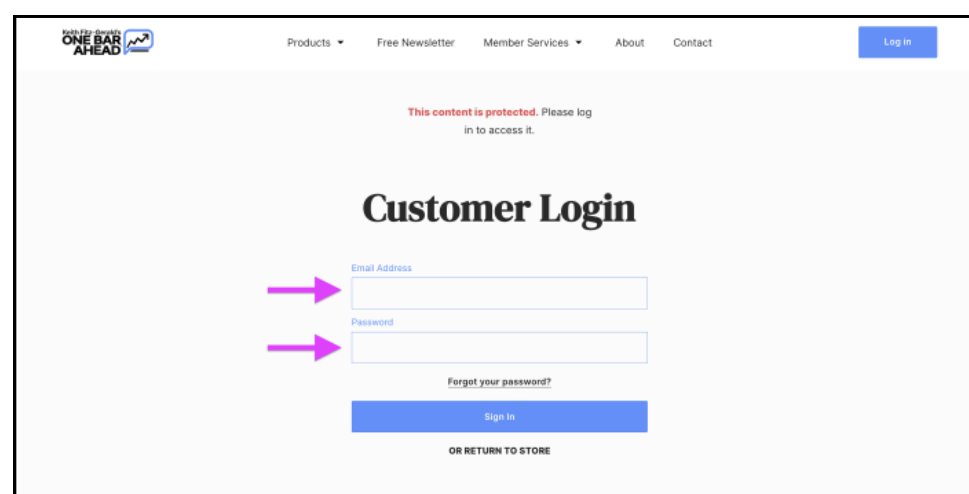 Keith Fitz-Gerald's
ONE BAR
AHEAD
Products Free Newsletter Member Services About Contact Log in
This content is protected. Please log
in to access it.
Customer Login
Email Address
Password
Forgot your password?
Sign In
OR RETURN TO STORE